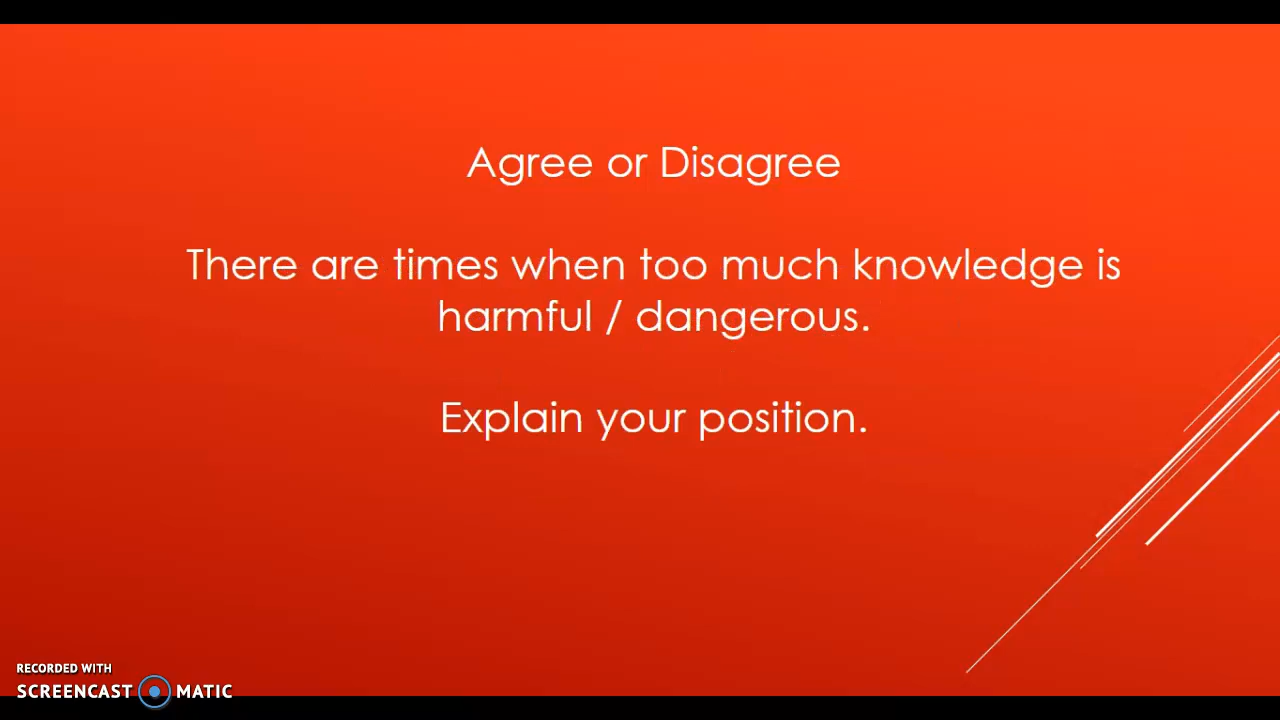 Agree or Disagree
There are times when too much knowledge is
harmful / dangerous.
Explain your position.
RECORDED WITH
SCREENCAST MATIC